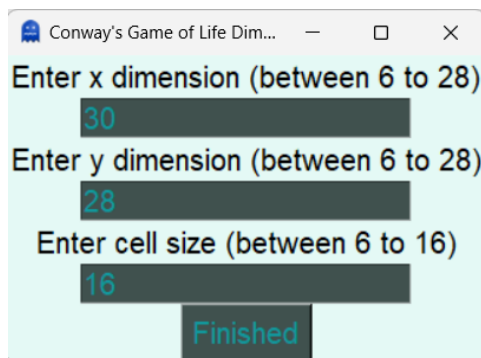 Conway's Game of Life Dim...
Enter x dimension (between 6 to 28)
30
Enter y dimension (between 6 to 28)
28
Enter cell size (between 6 to 16)
16
Finished